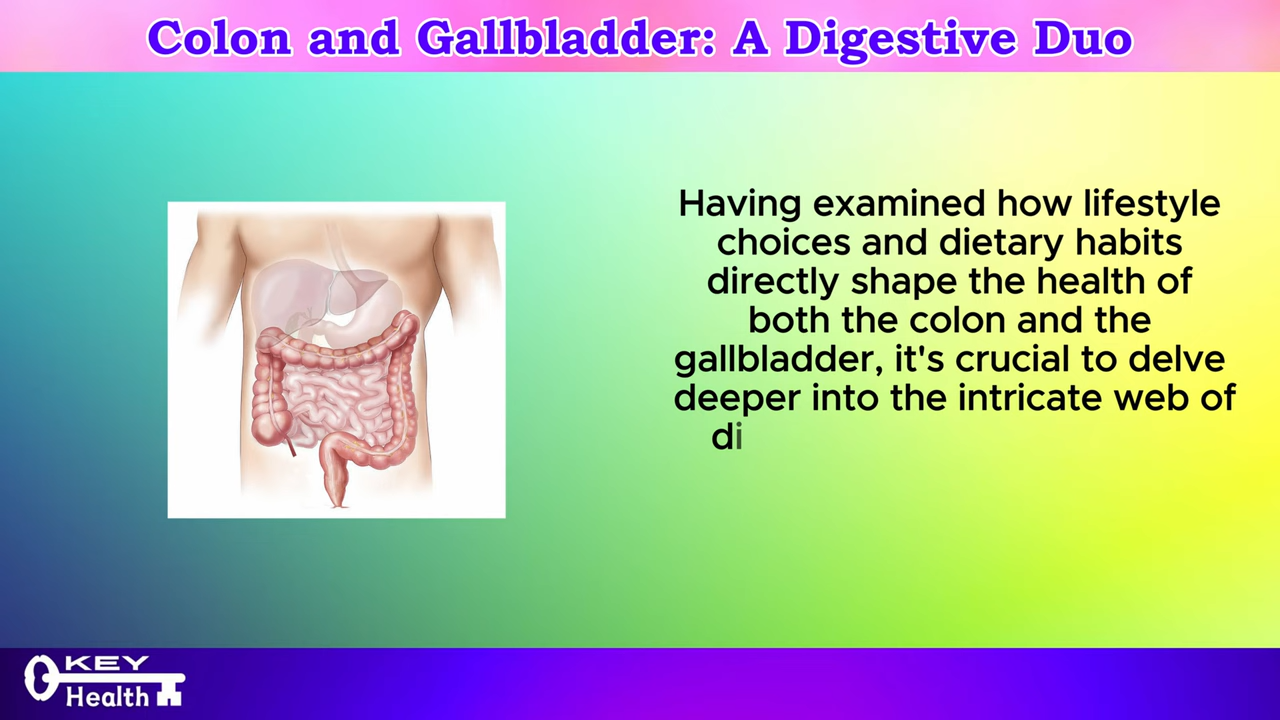 Colon and Gallbladder: A Digestive Duo
Having examined how lifestyle
choices and dietary habits
directly shape the health of
both the colon and the
gallbladder, it's crucial to delve
deeper into the intricate web of
di
KEY
Health